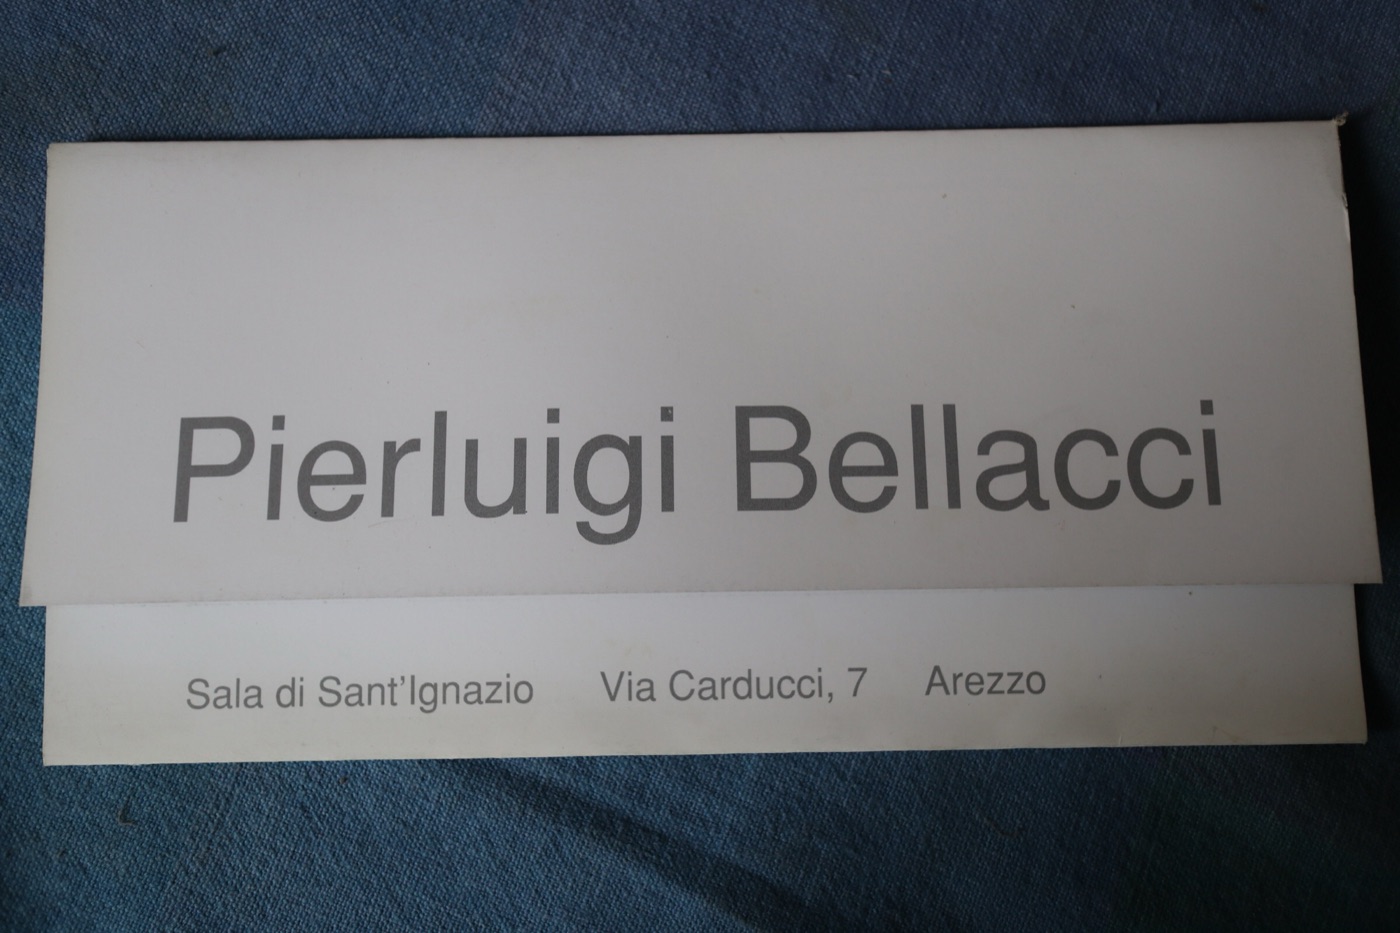 Pierluigi Bellacci
Sala di Sant'Ignazio Via Carducci, 7 Arezzo